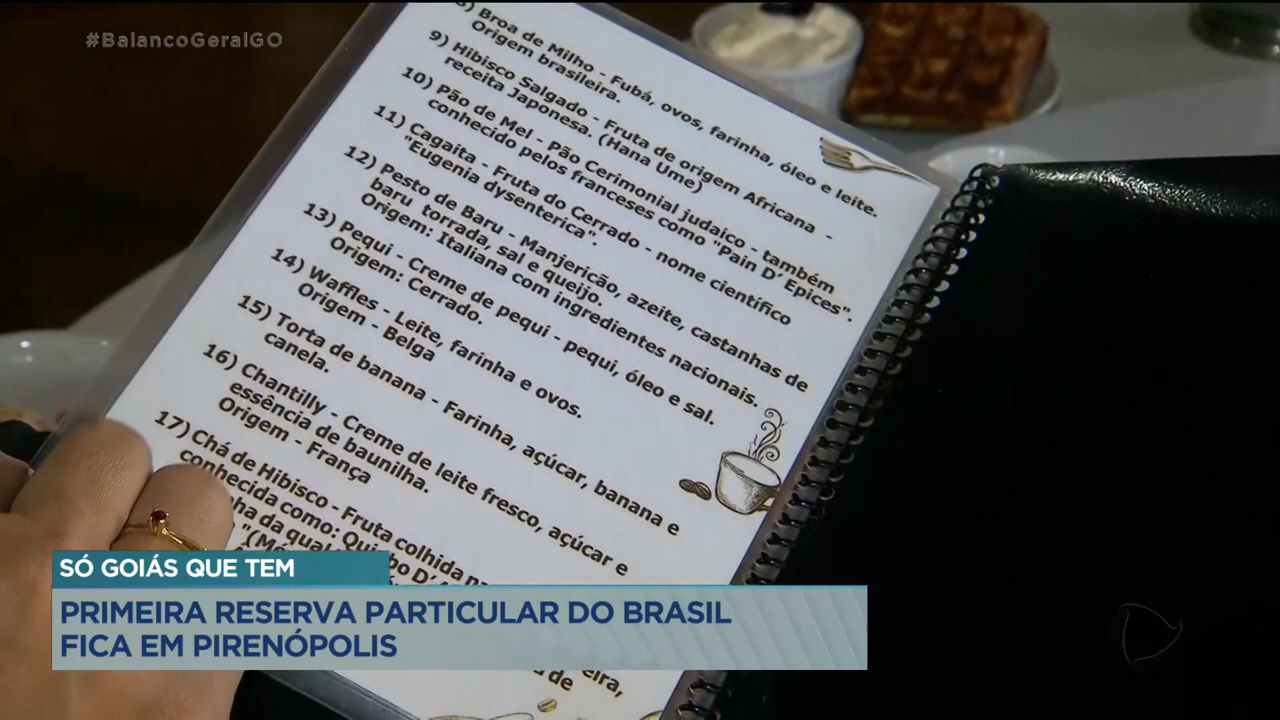 #BalancoGeralGO
8) Broa de Milho - Fubá, ovos, farinha, óleo e leite.
Origem brasileira.
9) Hibisco Salgado - Fruta de origem Africana -
receita Japonesa. (Hana Ume)
10) Pão de Mel - Pão Cerimonial judaico - também
conhecido pelos franceses como "Pain D' Epices".
11) Cagaita - Fruta do Cerrado - nome científico
"Eugenia dysenterica".
12) Pesto de Baru - Manjericão, azeite, castanhas de
baru torrada, sal e queijo.
Origem: Italiana com ingredientes nacionais.
13) Pequi - Creme de pequi - pequi, óleo e sal.
Origem: Cerrado.
14) Waffles - Leite, farinha e ovos.
Origem - Belga
15) Torta de banana - Farinha, açúcar, banana e
canela.
16) Chantilly - Creme de leite fresco, açúcar e
essência de baunilha.
Origem - França
17) Chá de Hibisco - Fruta colhida
conhecida como:
da qual
SÓ GOIÁS QUE TEM
PRIMEIRA RESERVA PARTICULAR DO BRASIL
FICA EM PIRENÓPOLIS
de